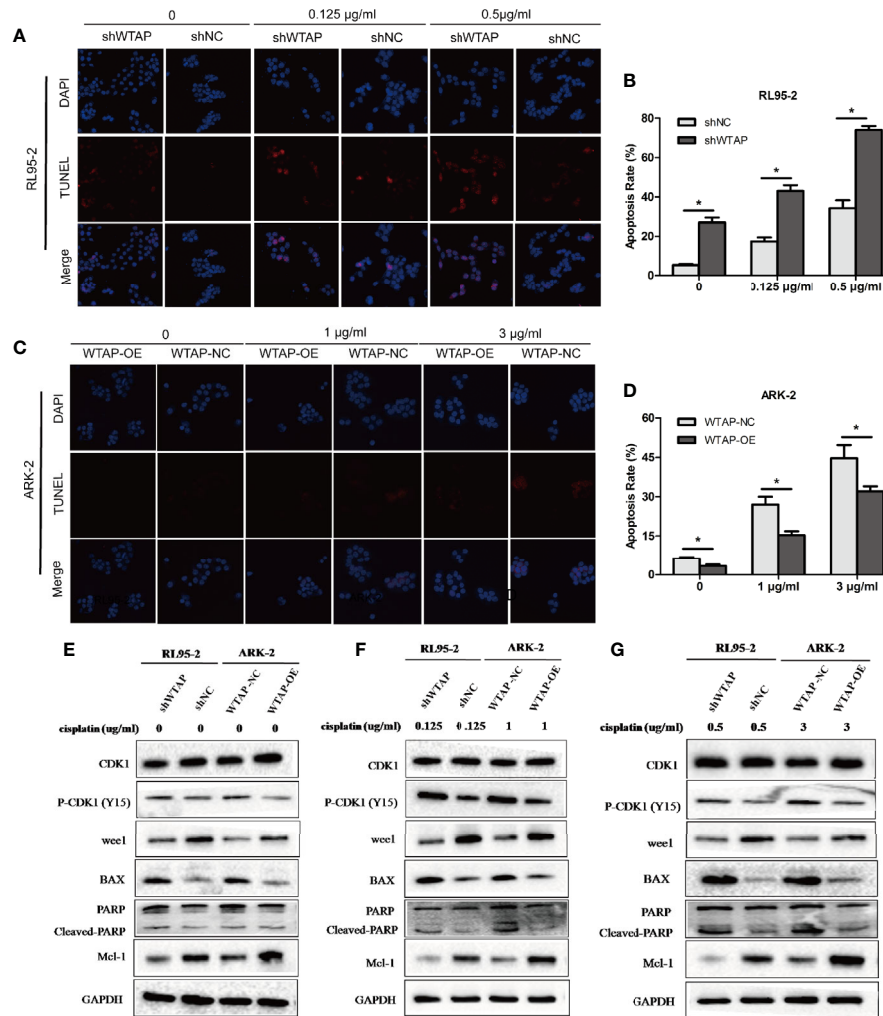 A
0 0.125 μg/ml 0.5μg/ml
shWTAP shNC shWTAP shNC shWTAP shNC
RL95-2
DAPI
TUNEL
Merge
B
RL95-2
shNC
shWTAP
Apoptosis Rate (%)
80
60
40
20
0
* * *
0 0.125 μg/ml 0.5 μg/ml
C
0 1 μg/ml 3 μg/ml
WTAP-OE WTAP-NC WTAP-OE WTAP-NC WTAP-OE WTAP-NC
ARK-2
DAPI
TUNEL
Merge
D
ARK-2
WTAP-NC
WTAP-OE
Apoptosis Rate (%)
60
45
30
15
0
* * *
0 1 μg/ml 3 μg/ml
E
RL95-2 ARK-2
shWTAP shNC WTAP-NC WTAP-OE
cisplatin (ug/ml) 0 0 0 0
CDK1
P-CDK1 (Y15)
wee1
BAX
PARP
Cleaved-PARP
Mcl-1
GAPDH
F
RL95-2 ARK-2
shWTAP shNC WTAP-NC WTAP-OE
cisplatin (ug/ml) 0.125 0.125 1 1
CDK1
P-CDK1 (Y15)
wee1
BAX
PARP
Cleaved-PARP
Mcl-1
GAPDH
G
RL95-2 ARK-2
shWTAP shNC WTAP-NC WTAP-OE
cisplatin (ug/ml) 0.5 0.5 3 3
CDK1
P-CDK1 (Y15)
wee1
BAX
PARP
Cleaved-PARP
Mcl-1
GAPDH